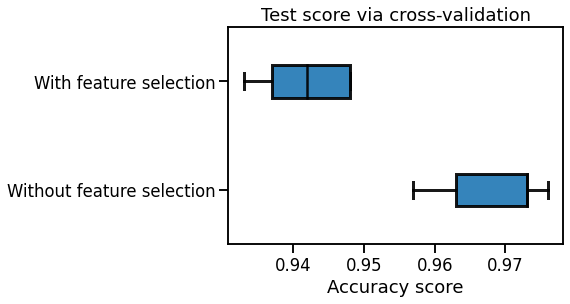 Test score via cross-validation
With feature selection
Without feature selection
0.94 0.95 0.96 0.97
Accuracy score